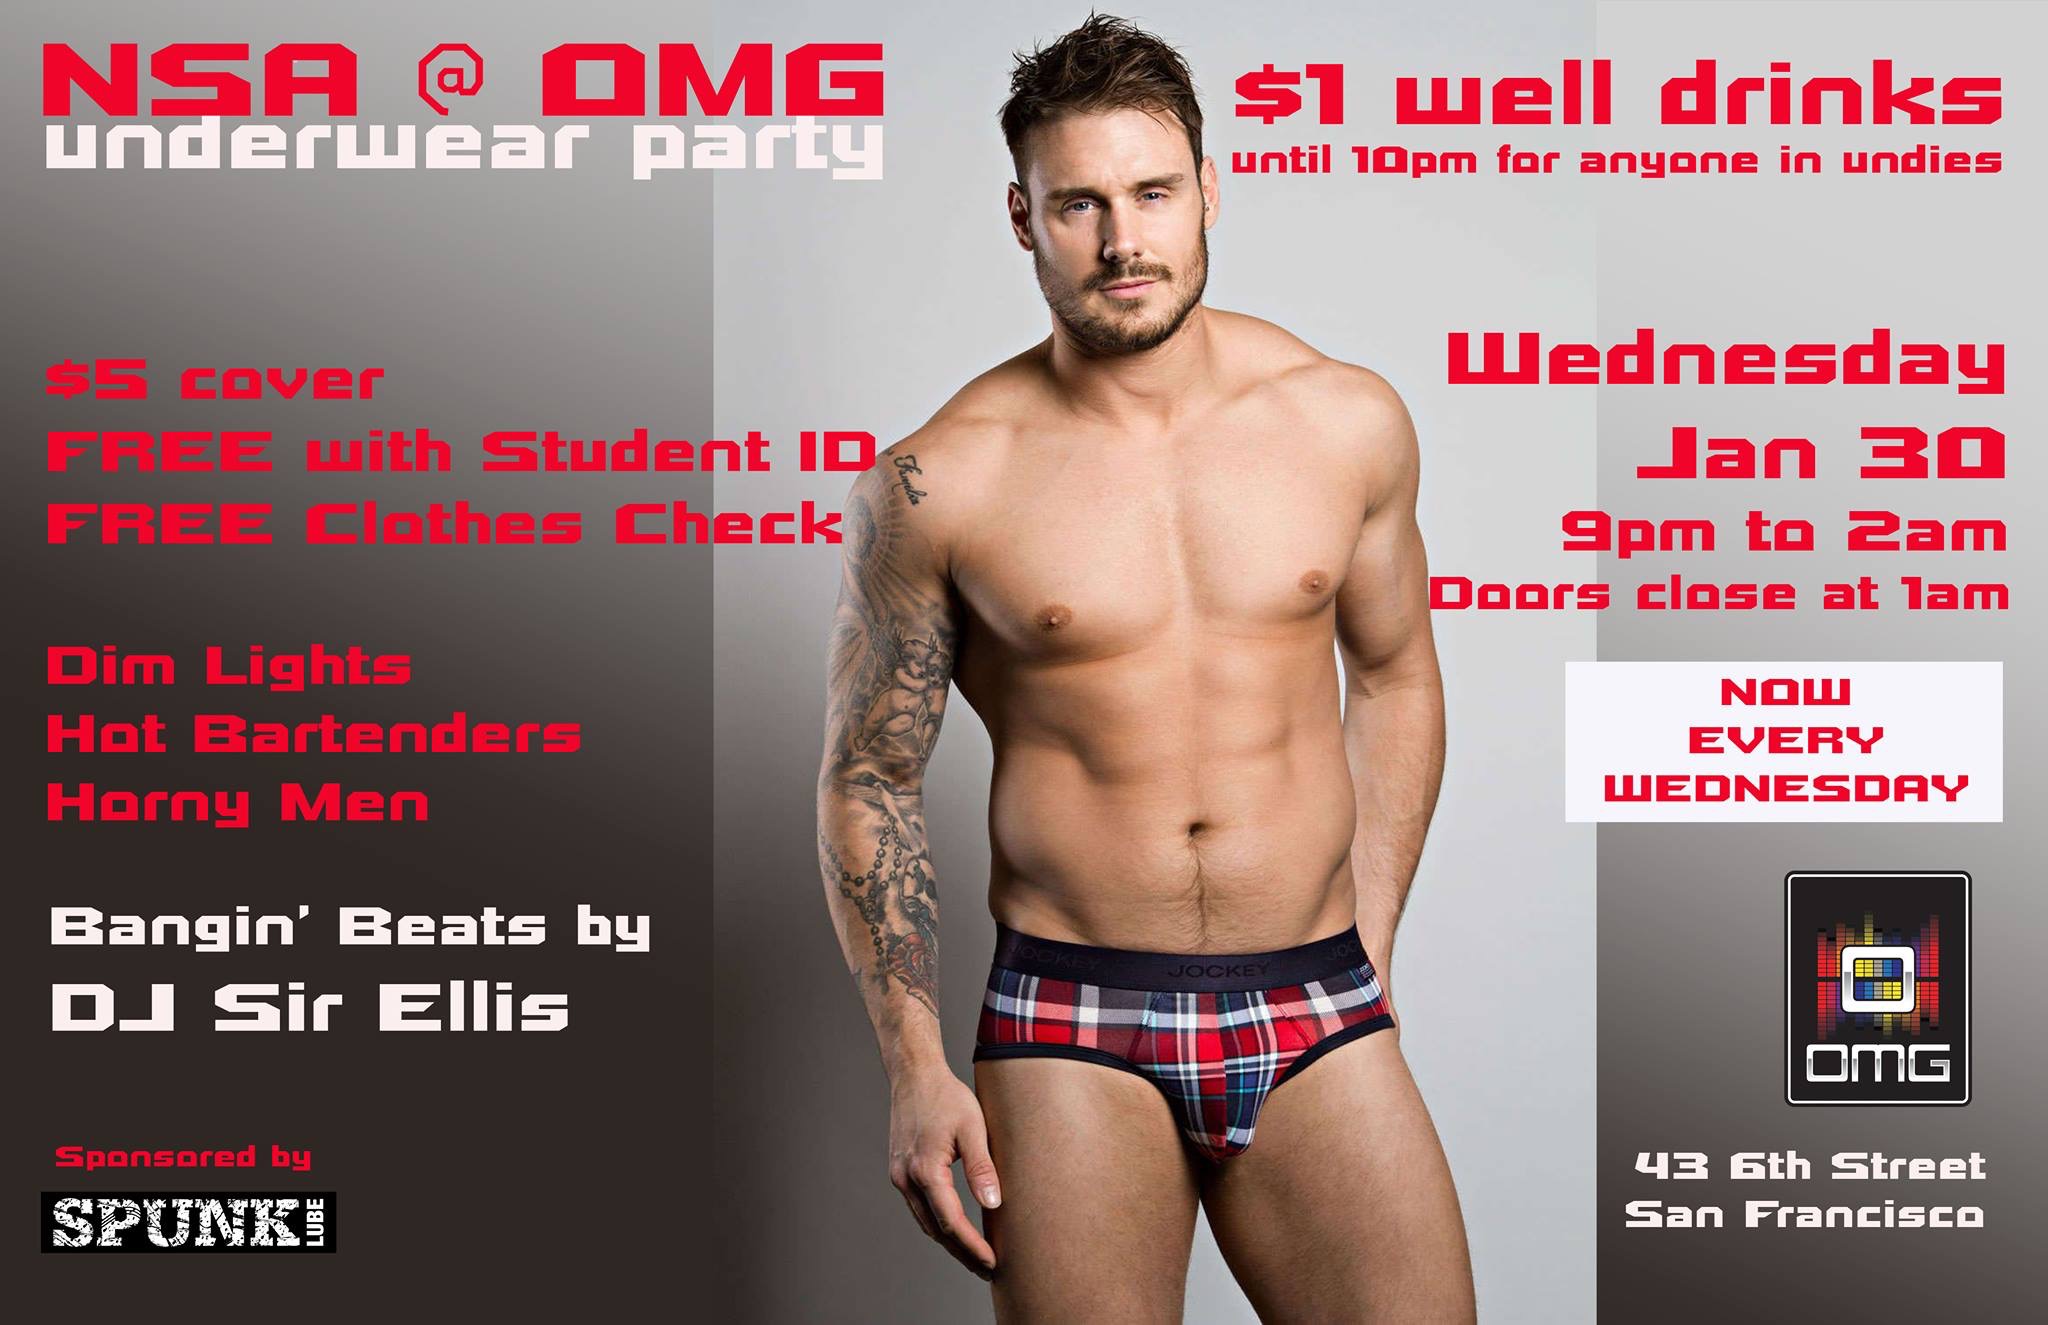 NSA @ OMG
underwear party
$1 well drinks
until 10pm for anyone in undies
$5 cover
FREE with Student ID
FREE Clothes Check
Dim Lights
Hot Bartenders
Horny Men
Bangin' Beats by
DJ Sir Ellis
Sponsored by
SPUNK LUBE
Wednesday
Jan 30
9pm to 2am
Doors close at 1am
NOW
EVERY
WEDNESDAY
OMG
43 6th Street
San Francisco
Familia
JOCKEY JOCKEY JOCKEY